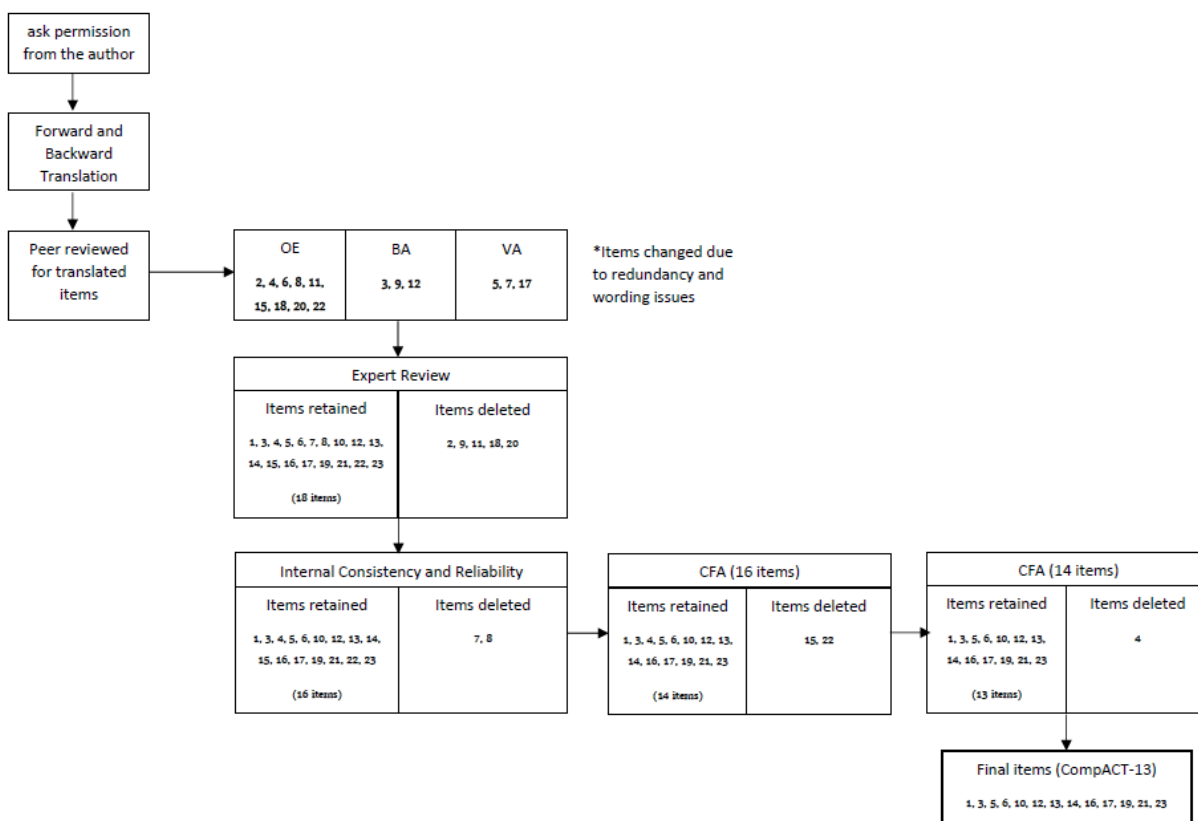 ask permission
from the author
Forward and
Backward
Translation
Peer reviewed
for translated
items
OE
2, 4, 6, 8, 11,
15, 18, 20, 22
BA
3, 9, 12
VA
5, 7, 17
*Items changed due
to redundancy and
wording issues
Expert Review
Items retained
1, 3, 4, 5, 6, 7, 8, 10, 12, 13,
14, 15, 16, 17, 19, 21, 22, 23
(18 items)
Items deleted
2, 9, 11, 18, 20
Internal Consistency and Reliability
Items retained
1, 3, 4, 5, 6, 10, 12, 13, 14,
15, 16, 17, 19, 21, 22, 23
(16 items)
Items deleted
7, 8
CFA (16 items)
Items retained
1, 3, 4, 5, 6, 10, 12, 13,
14, 16, 17, 19, 21, 23
(14 items)
Items deleted
15, 22
CFA (14 items)
Items retained
1, 3, 5, 6, 10, 12, 13,
14, 16, 17, 19, 21, 23
(13 items)
Items deleted
4
Final items (CompACT-13)
1, 3, 5, 6, 10, 12, 13, 14, 16, 17, 19, 21, 23